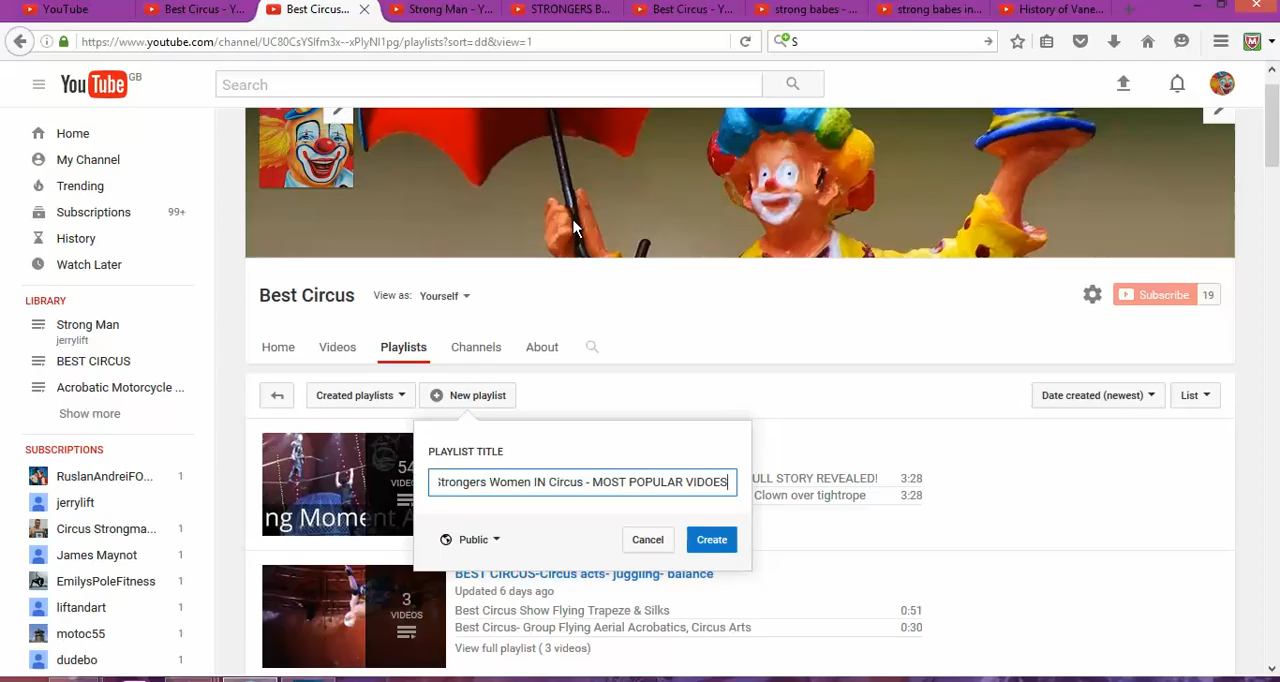 YouTube
Best Circus - Y...
Best Circus...
Strong Man - Y...
STRONGERS B...
Best Circus - Y...
strong babes - ...
strong babes in...
History of Vane...
https://www.youtube.com/channel/UC80CsYSlfm3x--xPlyNI1pg/playlists?sort=dd&view=1
S
YouTube GB
Search
Home
My Channel
Trending
Subscriptions 99+
History
Watch Later
LIBRARY
Strong Man
jerrylift
BEST CIRCUS
Acrobatic Motorcycle ...
Show more
SUBSCRIPTIONS
RuslanAndreiFO... 1
jerrylift
Circus Strongma... 1
James Maynot 1
EmilysPoleFitness 1
liftandart 1
motoc55 1
dudebo 1
Best Circus View as: Yourself
Subscribe 19
Home Videos Playlists Channels About
Created playlists New playlist
Date created (newest) List
PLAYLIST TITLE
Strongers Women IN Circus - MOST POPULAR VIDOES
Public Cancel Create
54
VIDEO
ng Moment A
ULL STORY REVEALED! 3:28
Clown over tightrope 3:28
3
VIDEOS
BEST CIRCUS-Circus acts- juggling- balance
Updated 6 days ago
Best Circus Show Flying Trapeze & Silks 0:51
Best Circus- Group Flying Aerial Acrobatics, Circus Arts 0:30
View full playlist ( 3 videos)